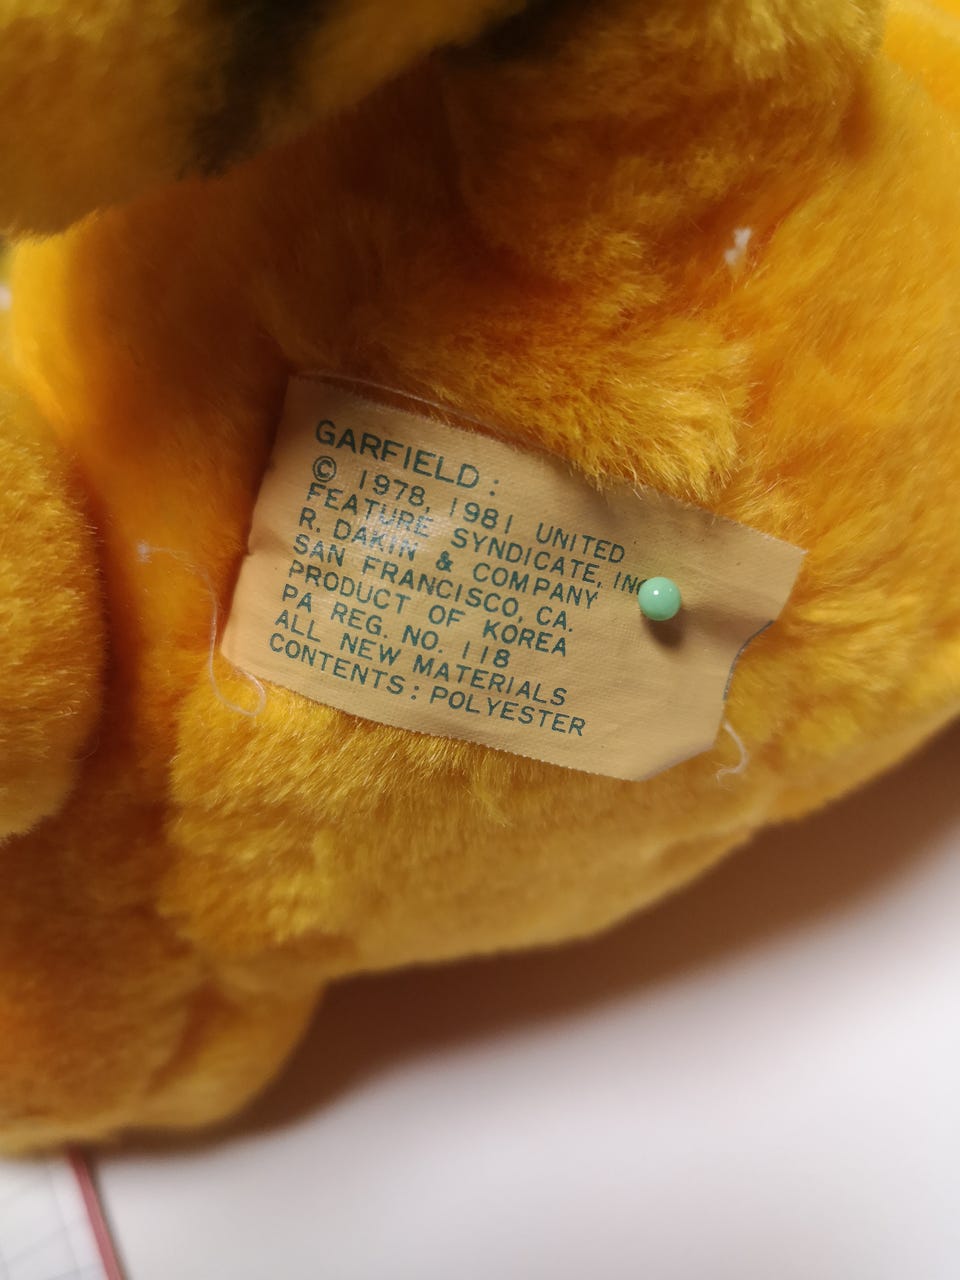 GARFIELD:
© 1978, 1981 UNITED
FEATURE SYNDICATE, INC
R. DAKIN & COMPANY
SAN FRANCISCO, CA.
PRODUCT OF KOREA
PA REG. NO. 118
ALL NEW MATERIALS
CONTENTS: POLYESTER